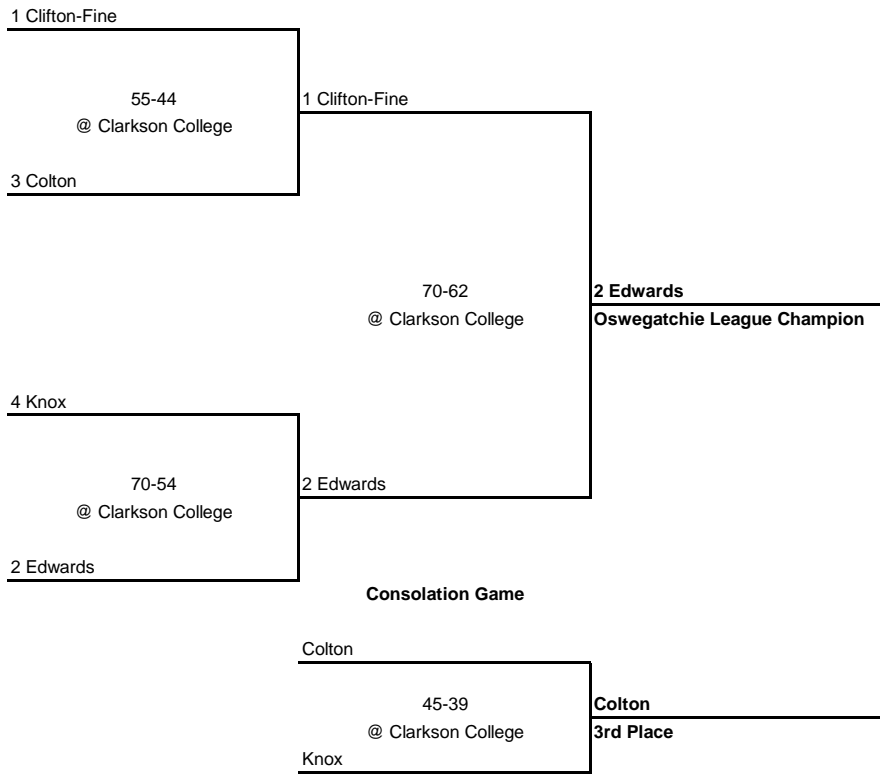 1 Clifton-Fine
55-44
@ Clarkson College
1 Clifton-Fine
3 Colton
70-62
@ Clarkson College
2 Edwards
Oswegatchie League Champion
4 Knox
70-54
@ Clarkson College
2 Edwards
2 Edwards
Consolation Game
Colton
45-39
@ Clarkson College
Colton
3rd Place
Knox